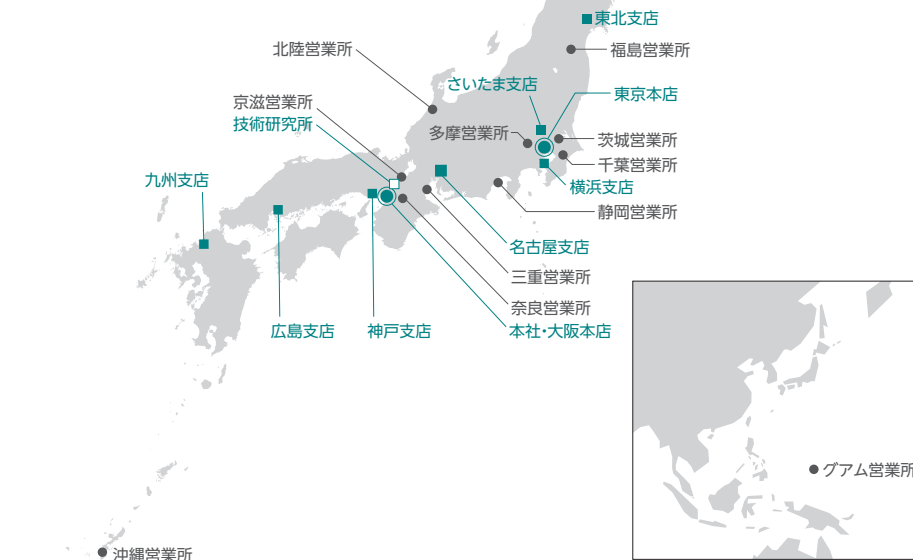 東北支店
北陸営業所
福島営業所
さいたま支店
東京本店
京滋営業所
技術研究所
多摩営業所
茨城営業所
千葉営業所
九州支店
横浜支店
静岡営業所
名古屋支店
三重営業所
奈良営業所
広島支店
神戸支店
本社・大阪本店
グアム営業所
沖縄営業所